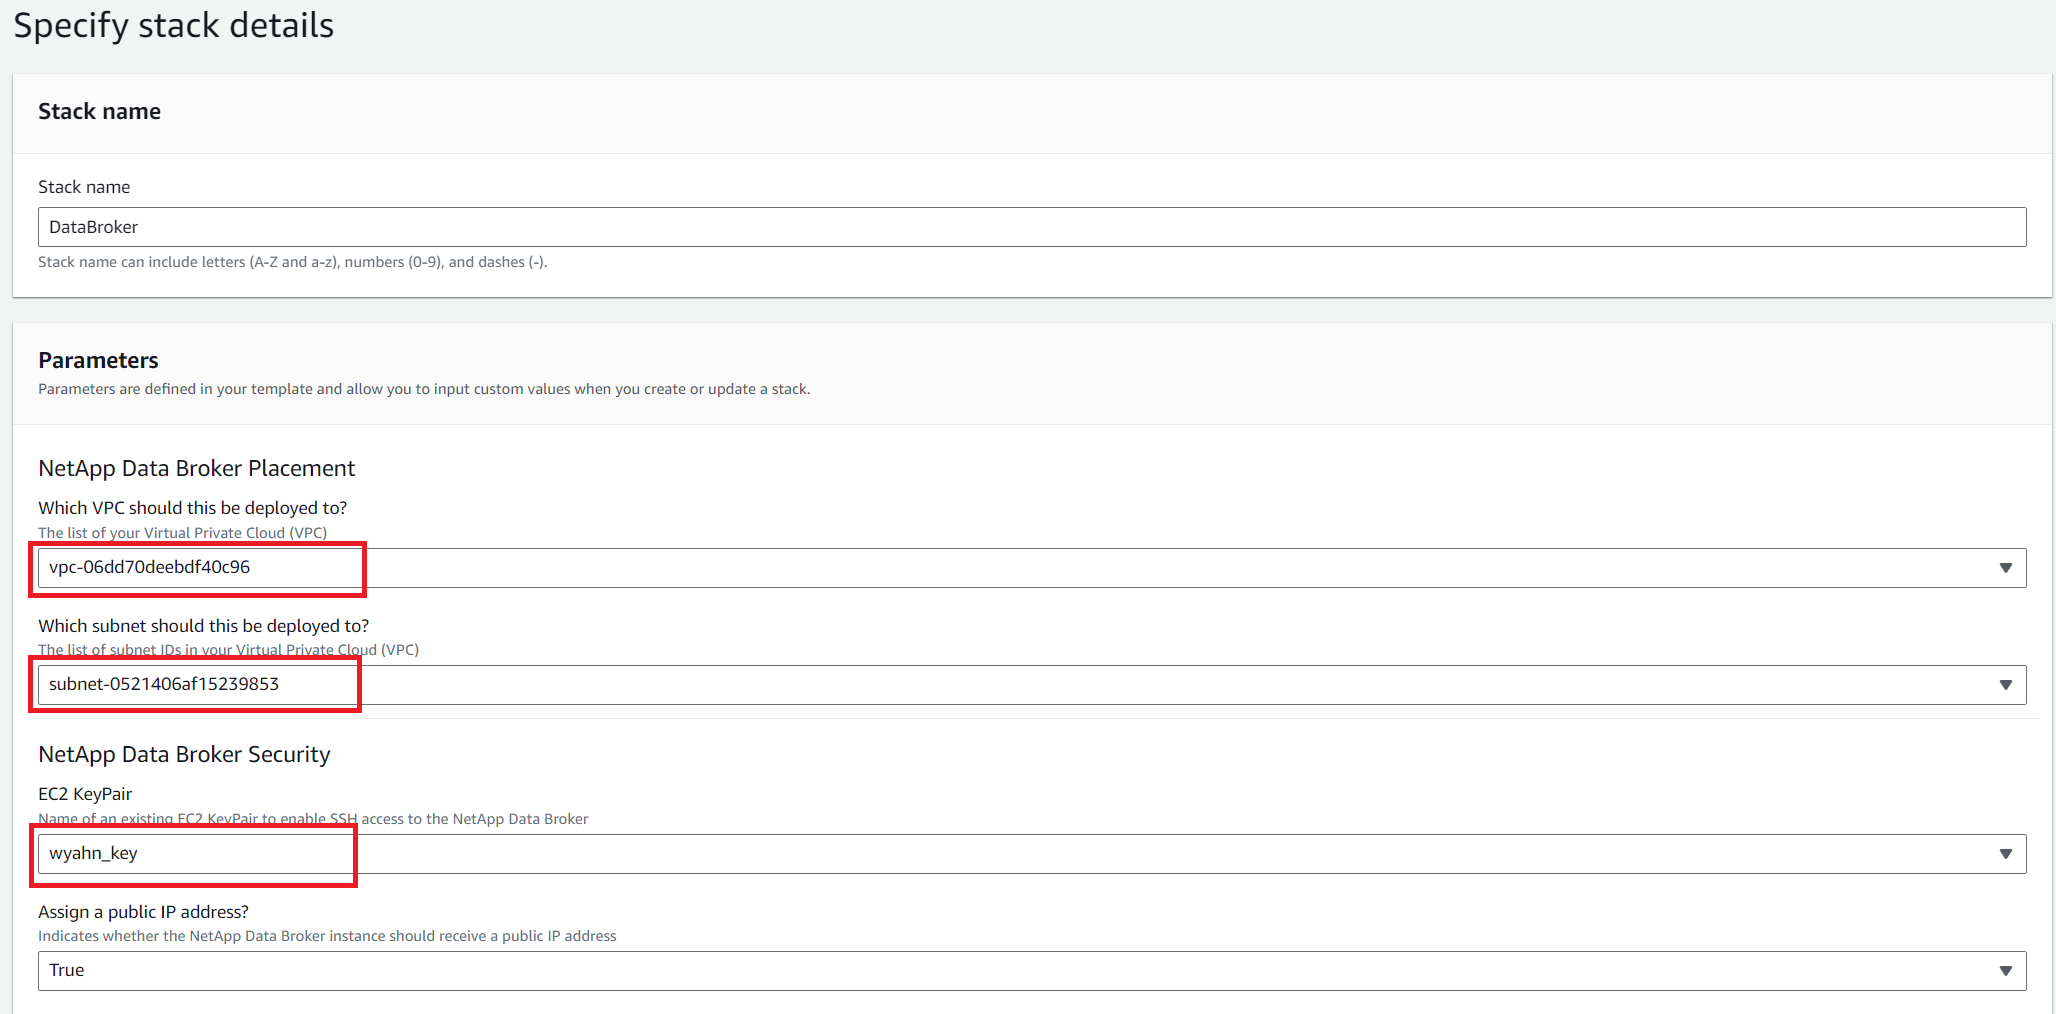 Specify stack details
Stack name
Stack name
DataBroker
Stack name can include letters (A-Z and a-z), numbers (0-9), and dashes (-).
Parameters
Parameters are defined in your template and allow you to input custom values when you create or update a stack.
NetApp Data Broker Placement
Which VPC should this be deployed to?
The list of your Virtual Private Cloud (VPC)
vpc-06dd70deebdf40c96
Which subnet should this be deployed to?
The list of subnet IDs in your Virtual Private Cloud (VPC)
subnet-0521406af15239853
NetApp Data Broker Security
EC2 KeyPair
Name of an existing EC2 KeyPair to enable SSH access to the NetApp Data Broker
wyahn_key
Assign a public IP address?
Indicates whether the NetApp Data Broker instance should receive a public IP address
True